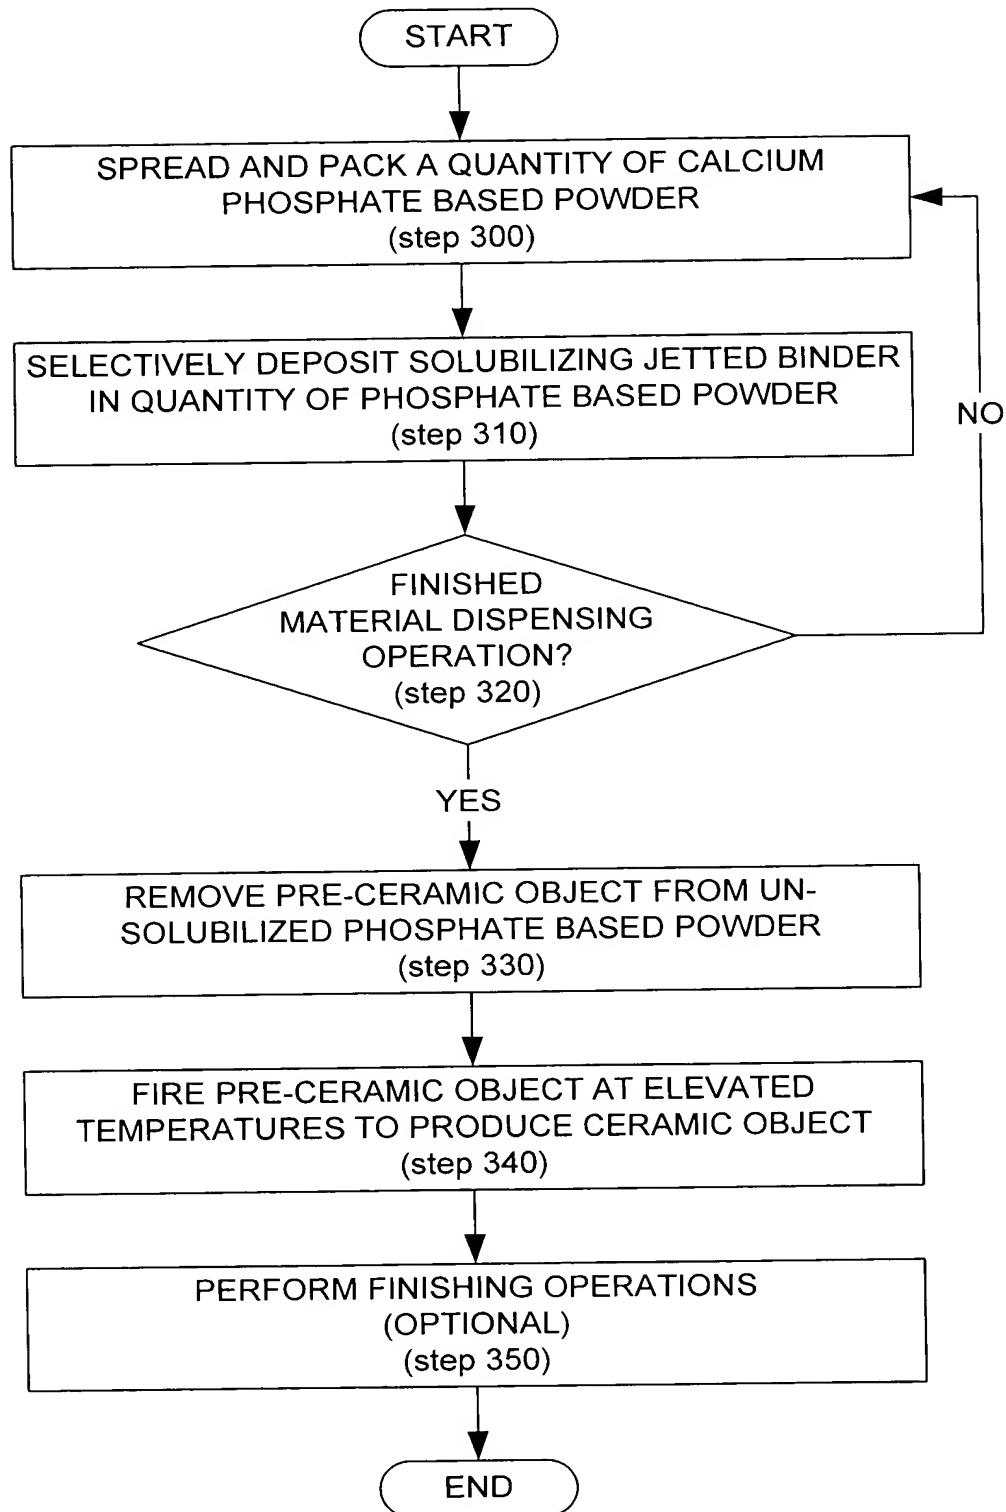 START
SPREAD AND PACK A QUANTITY OF CALCIUM
PHOSPHATE BASED POWDER
(step 300)
SELECTIVELY DEPOSIT SOLUBILIZING JETTED BINDER
IN QUANTITY OF PHOSPHATE BASED POWDER
(step 310)
NO
FINISHED
MATERIAL DISPENSING
OPERATION?
(step 320)
YES
REMOVE PRE-CERAMIC OBJECT FROM UN-
SOLUBILIZED PHOSPHATE BASED POWDER
(step 330)
FIRE PRE-CERAMIC OBJECT AT ELEVATED
TEMPERATURES TO PRODUCE CERAMIC OBJECT
(step 340)
PERFORM FINISHING OPERATIONS
(OPTIONAL)
(step 350)
END